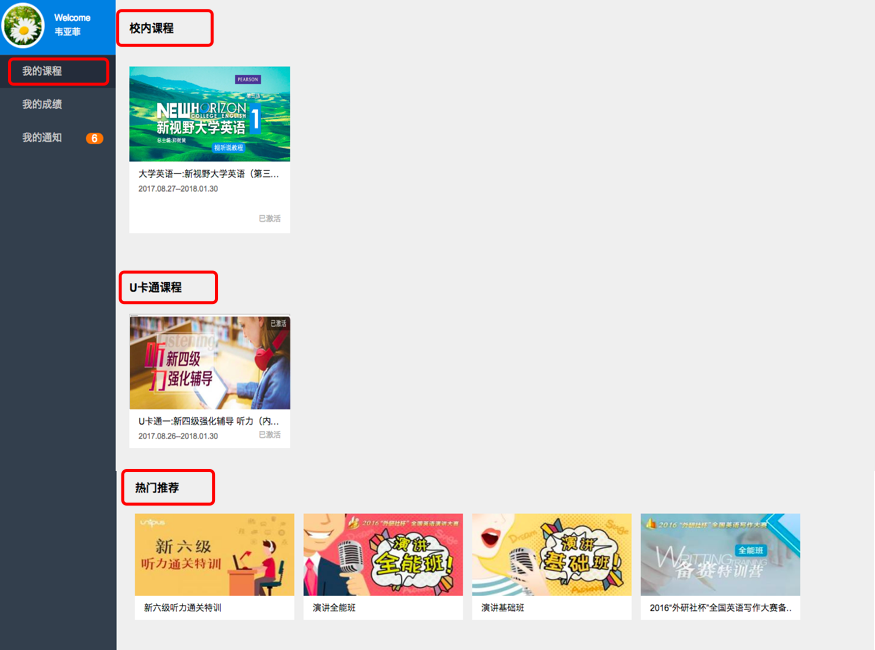 Welcome
韦亚菲
我的课程
我的成绩
我的通知
6
校内课程
PEARSON
NEW HORIZON
COLLEGE ENGLISH
新视野大学英语
1
视听说教程
大学英语一:新视野大学英语（第三...
2017.08.27--2018.01.30
已激活
U卡通课程
已激活
Listening
听力
新四级
强化辅导
U卡通一:新四级强化辅导 听力（内...
2017.08.26--2018.01.30
已激活
热门推荐
新六级
听力通关特训
新六级听力通关特训
2016"外研社杯"全国英语演讲大赛
演讲
全能班!
演讲全能班
演讲
基础班!
演讲基础班
2016"外研社杯"全国英语写作大赛
全能班
WRITTING
备赛特训营
2016"外研社杯"全国英语写作大赛备..